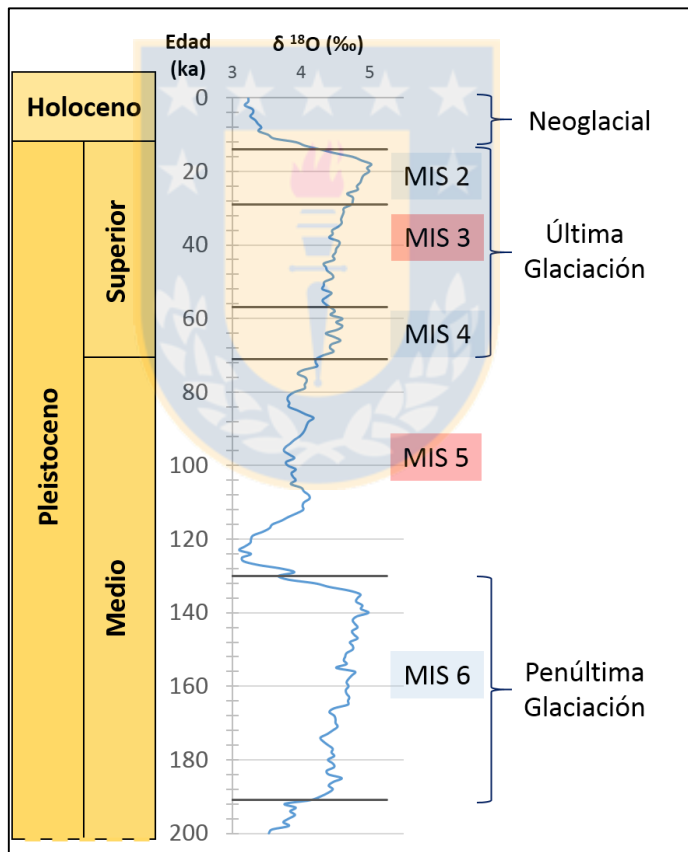 Edad
(ka)
δ ¹⁸O (‰)
3 4 5
0
20
40
60
80
100
120
140
160
180
200
Holoceno
Pleistoceno
Superior
Medio
MIS 2
MIS 3
MIS 4
MIS 5
MIS 6
Neoglacial
Última
Glaciación
Penúltima
Glaciación